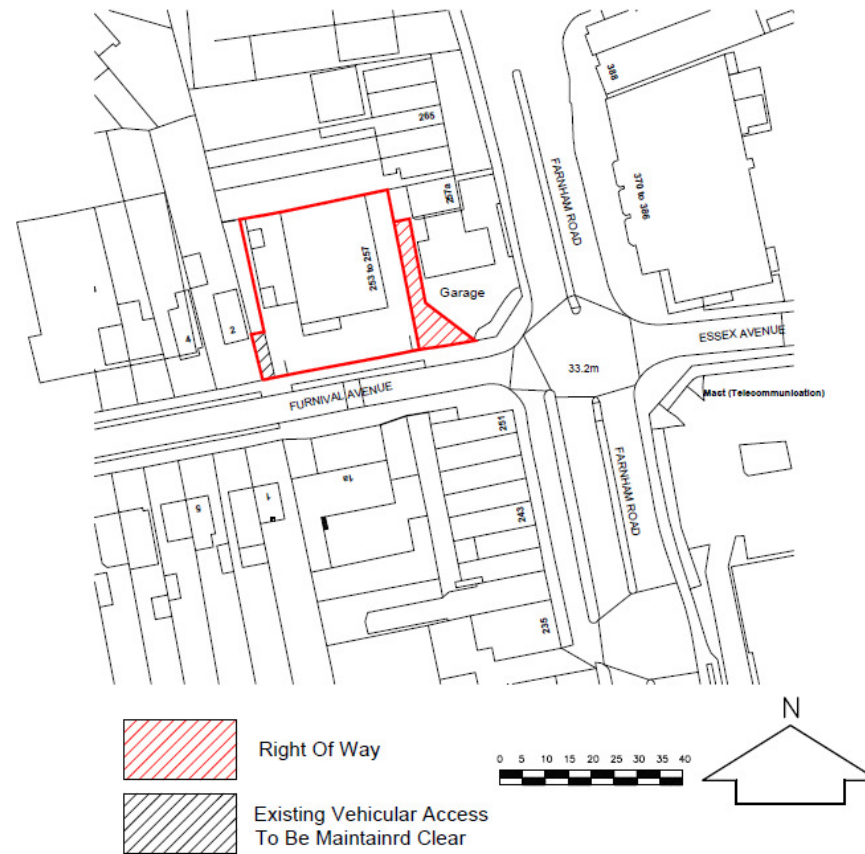 388
265
FARNHAM ROAD
370 to 386
257a
253 to 257
Garage
2
4
ESSEX AVENUE
33.2m
FURNIVAL AVENUE
Mast (Telecommunication)
251
1a
1
5
243
FARNHAM ROAD
235
N
Right Of Way
0 5 10 15 20 25 30 35 40
Existing Vehicular Access
To Be Maintainrd Clear